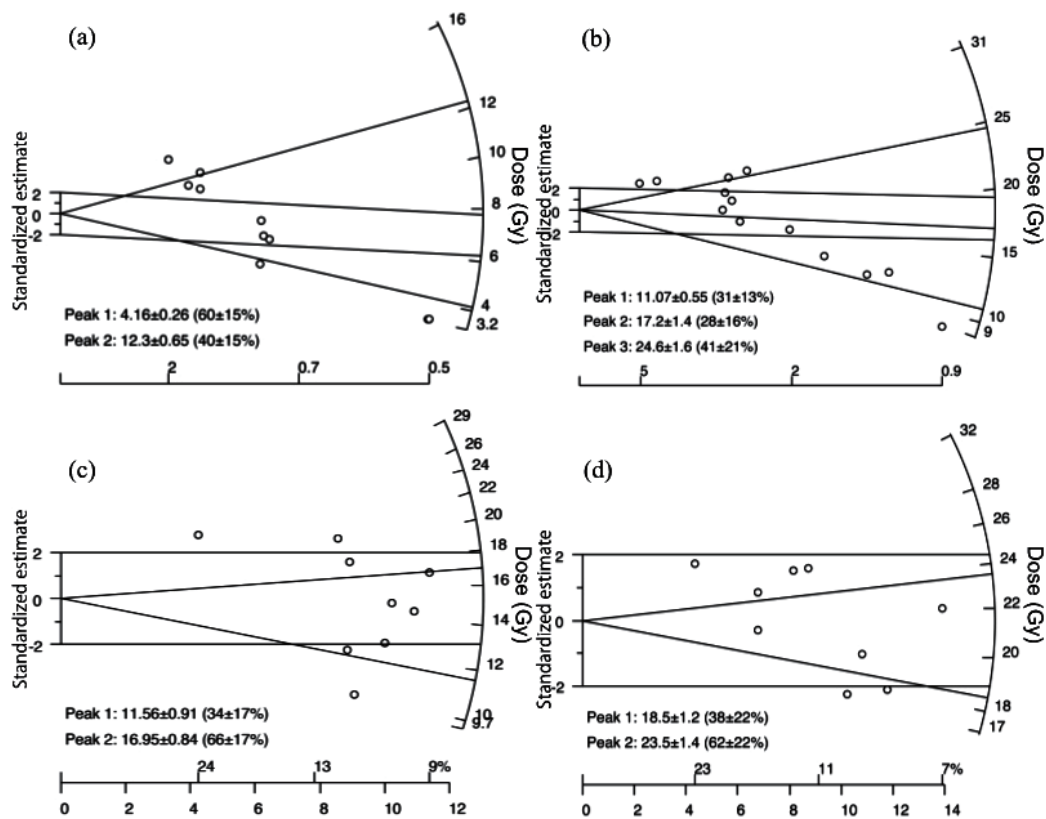 (a)
16
12
10
8
6
4
3.2
Dose (Gy)
Standardized estimate
2
0
-2
Peak 1: 4.16±0.26 (60±15%)
Peak 2: 12.3±0.65 (40±15%)
2
0.7
0.5
(b)
31
25
20
15
10
9
Dose (Gy)
Standardized estimate
2
0
-2
Peak 1: 11.07±0.55 (31±13%)
Peak 2: 17.2±1.4 (28±16%)
Peak 3: 24.6±1.6 (41±21%)
5
2
0.9
(c)
29
26
24
22
20
18
16
14
12
10
9.7
Dose (Gy)
Standardized estimate
2
0
-2
Peak 1: 11.56±0.91 (34±17%)
Peak 2: 16.95±0.84 (66±17%)
24 13 9%
0 2 4 6 8 10 12
(d)
32
28
26
24
22
20
18
17
Dose (Gy)
Standardized estimate
2
0
-2
Peak 1: 18.5±1.2 (38±22%)
Peak 2: 23.5±1.4 (62±22%)
23 11 7%
0 2 4 6 8 10 12 14